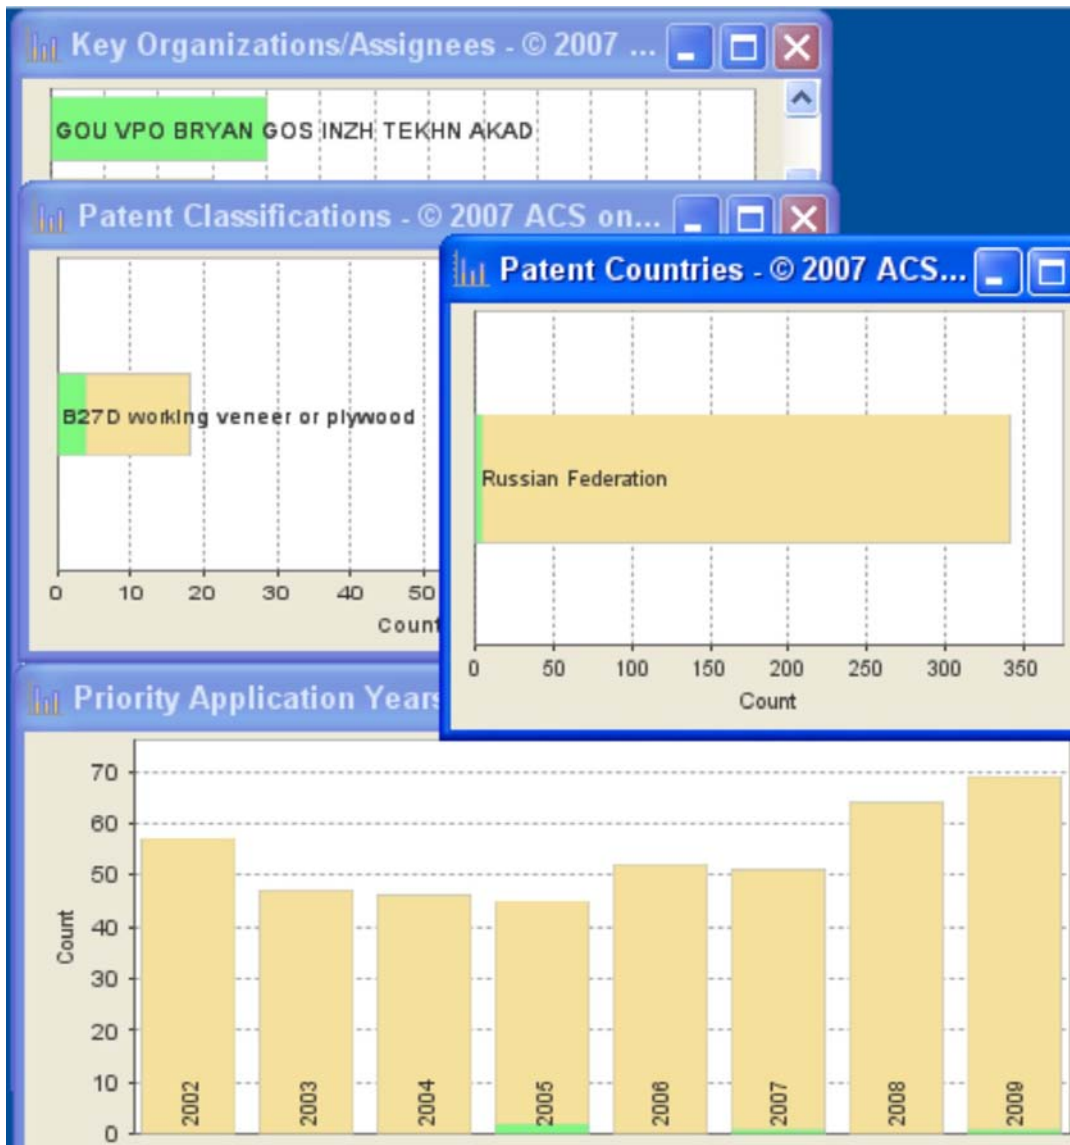 Key Organizations/Assignees - © 2007 ...
GOU VPO BRYAN GOS INZH TEKHN AKAD
Patent Classifications - © 2007 ACS on...
B27D working veneer or plywood
0 10 20 30 40 50
Count
Patent Countries - © 2007 ACS...
Russian Federation
0 50 100 150 200 250 300 350
Count
Priority Application Years
70
60
50
40
30
20
10
0
Count
2002 2003 2004 2005 2006 2007 2008 2009